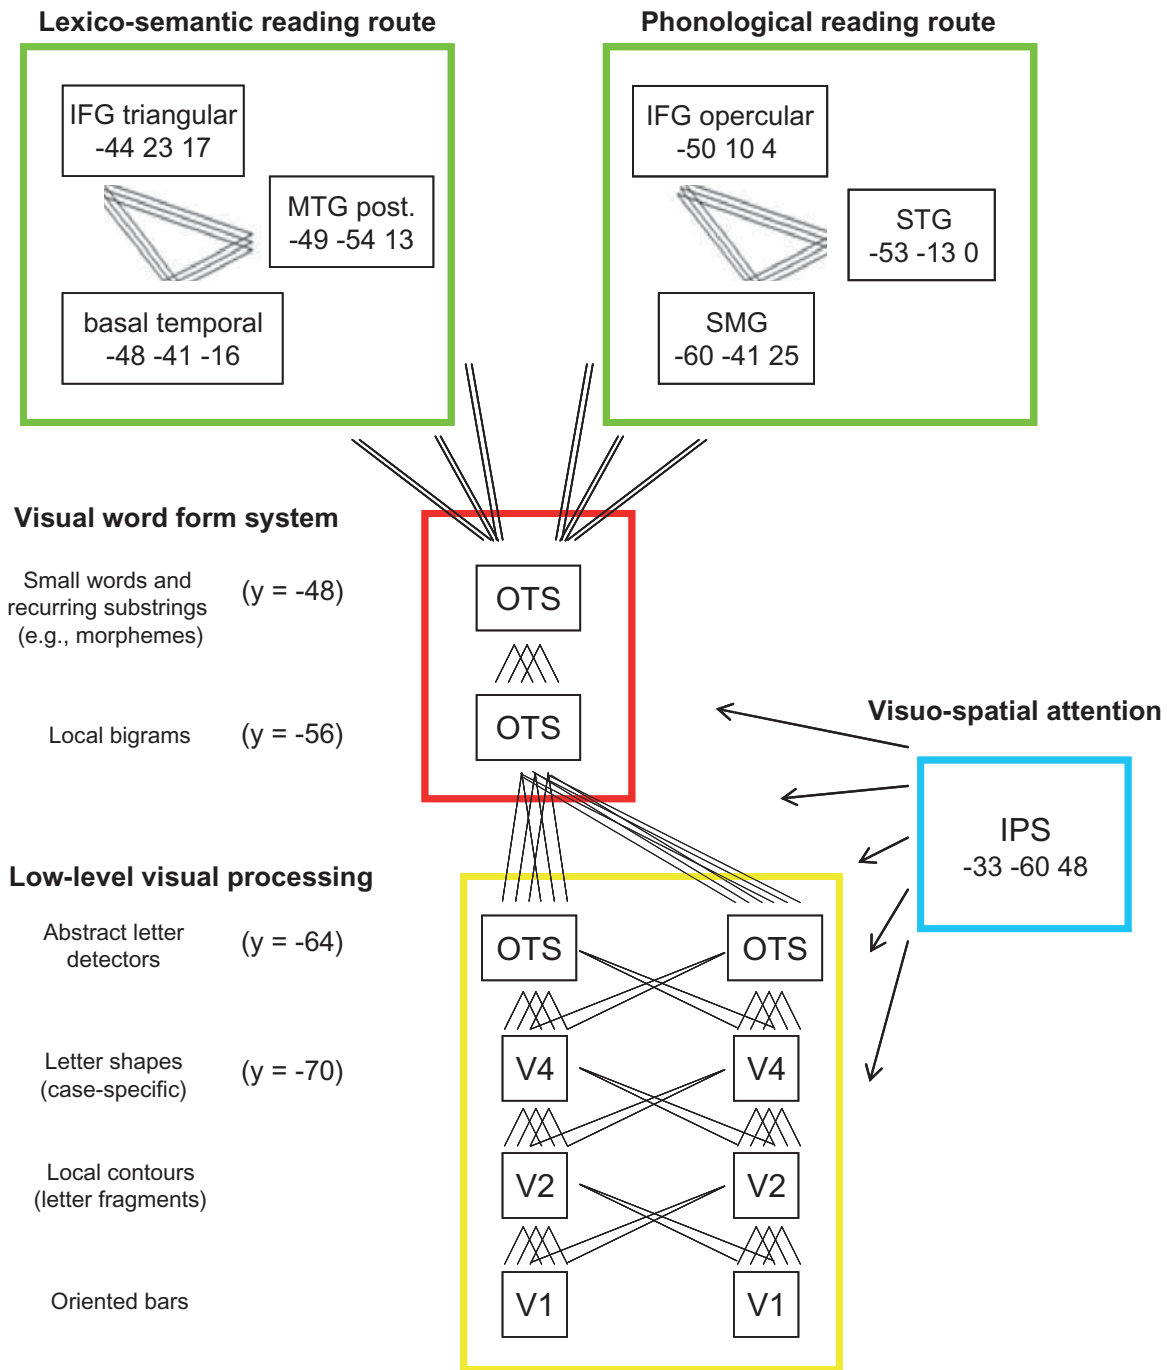 Lexico-semantic reading route
Phonological reading route
IFG triangular
-44 23 17
MTG post.
-49 -54 13
basal temporal
-48 -41 -16
IFG opercular
-50 10 4
STG
-53 -13 0
SMG
-60 -41 25
Visual word form system
Small words and
recurring substrings
(e.g., morphemes)
(y = -48)
OTS
Local bigrams
(y = -56)
OTS
Visuo-spatial attention
IPS
-33 -60 48
Low-level visual processing
Abstract letter
detectors
(y = -64)
OTS
OTS
Letter shapes
(case-specific)
(y = -70)
V4
V4
Local contours
(letter fragments)
V2
V2
Oriented bars
V1
V1